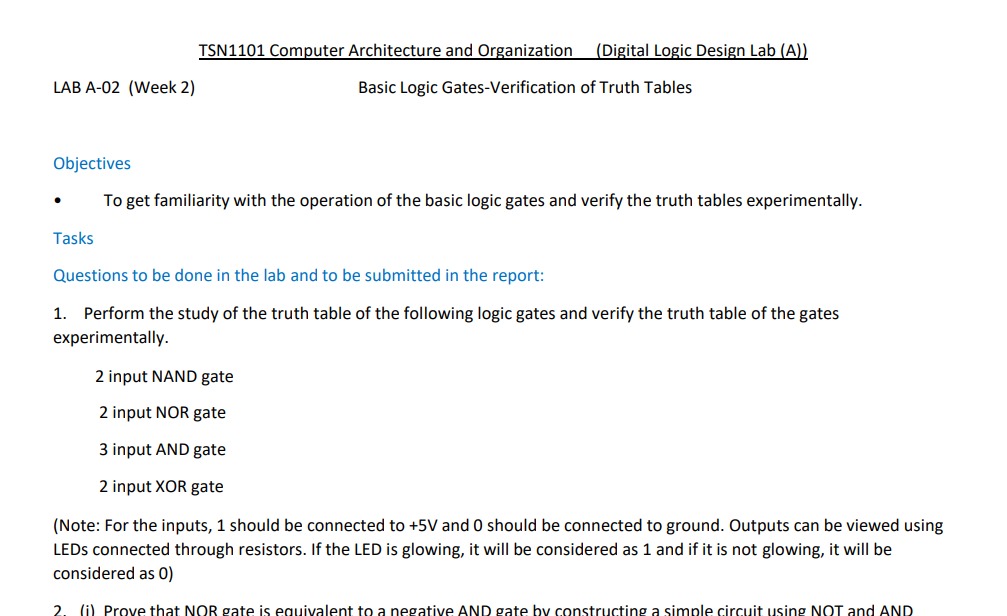 TSN1101 Computer Architecture and Organization (Digital Logic Design Lab (A))
LAB A-02 (Week 2) Basic Logic Gates-Verification of Truth Tables
Objectives
• To get familiarity with the operation of the basic logic gates and verify the truth tables experimentally.
Tasks
Questions to be done in the lab and to be submitted in the report:
1. Perform the study of the truth table of the following logic gates and verify the truth table of the gates
experimentally.
2 input NAND gate
2 input NOR gate
3 input AND gate
2 input XOR gate
(Note: For the inputs, 1 should be connected to +5V and 0 should be connected to ground. Outputs can be viewed using
LEDs connected through resistors. If the LED is glowing, it will be considered as 1 and if it is not glowing, it will be
considered as 0)
2. (i) Prove that NOR gate is equivalent to a negative AND gate by constructing a simple circuit using NOT and AND